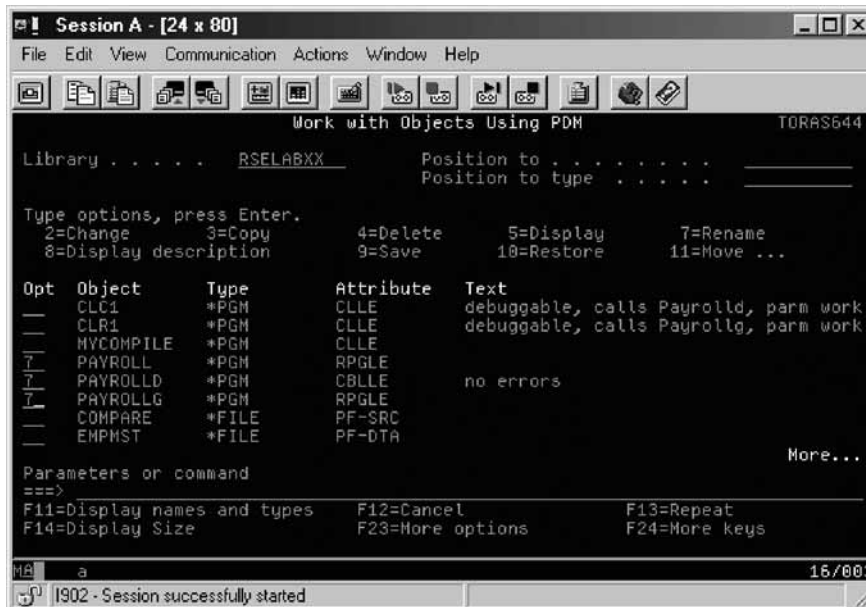 Session A - [24 x 80]
File Edit View Communication Actions Window Help
Work with Objects Using PDM TORAS644
Library . . . . . RSELABXX Position to . . . . . . . .
Position to type . . . . .
Type options, press Enter.
2=Change 3=Copy 4=Delete 5=Display 7=Rename
8=Display description 9=Save 10=Restore 11=Move ...
Opt Object Type Attribute Text
CLC1 *PGM CLLE debuggable, calls Payrolld, parm work
CLR1 *PGM CLLE debuggable, calls Payrollg, parm work
MYCOMPILE *PGM CLLE
7 PAYROLL *PGM RPGLE
7 PAYROLLD *PGM CBLLE no errors
7 PAYROLLG *PGM RPGLE
COMPARE *FILE PF-SRC
EMPMST *FILE PF-DTA
More...
Parameters or command
===>
F11=Display names and types F12=Cancel F13=Repeat
F14=Display Size F23=More options F24=More keys
MA a 16/00
I902 - Session successfully started